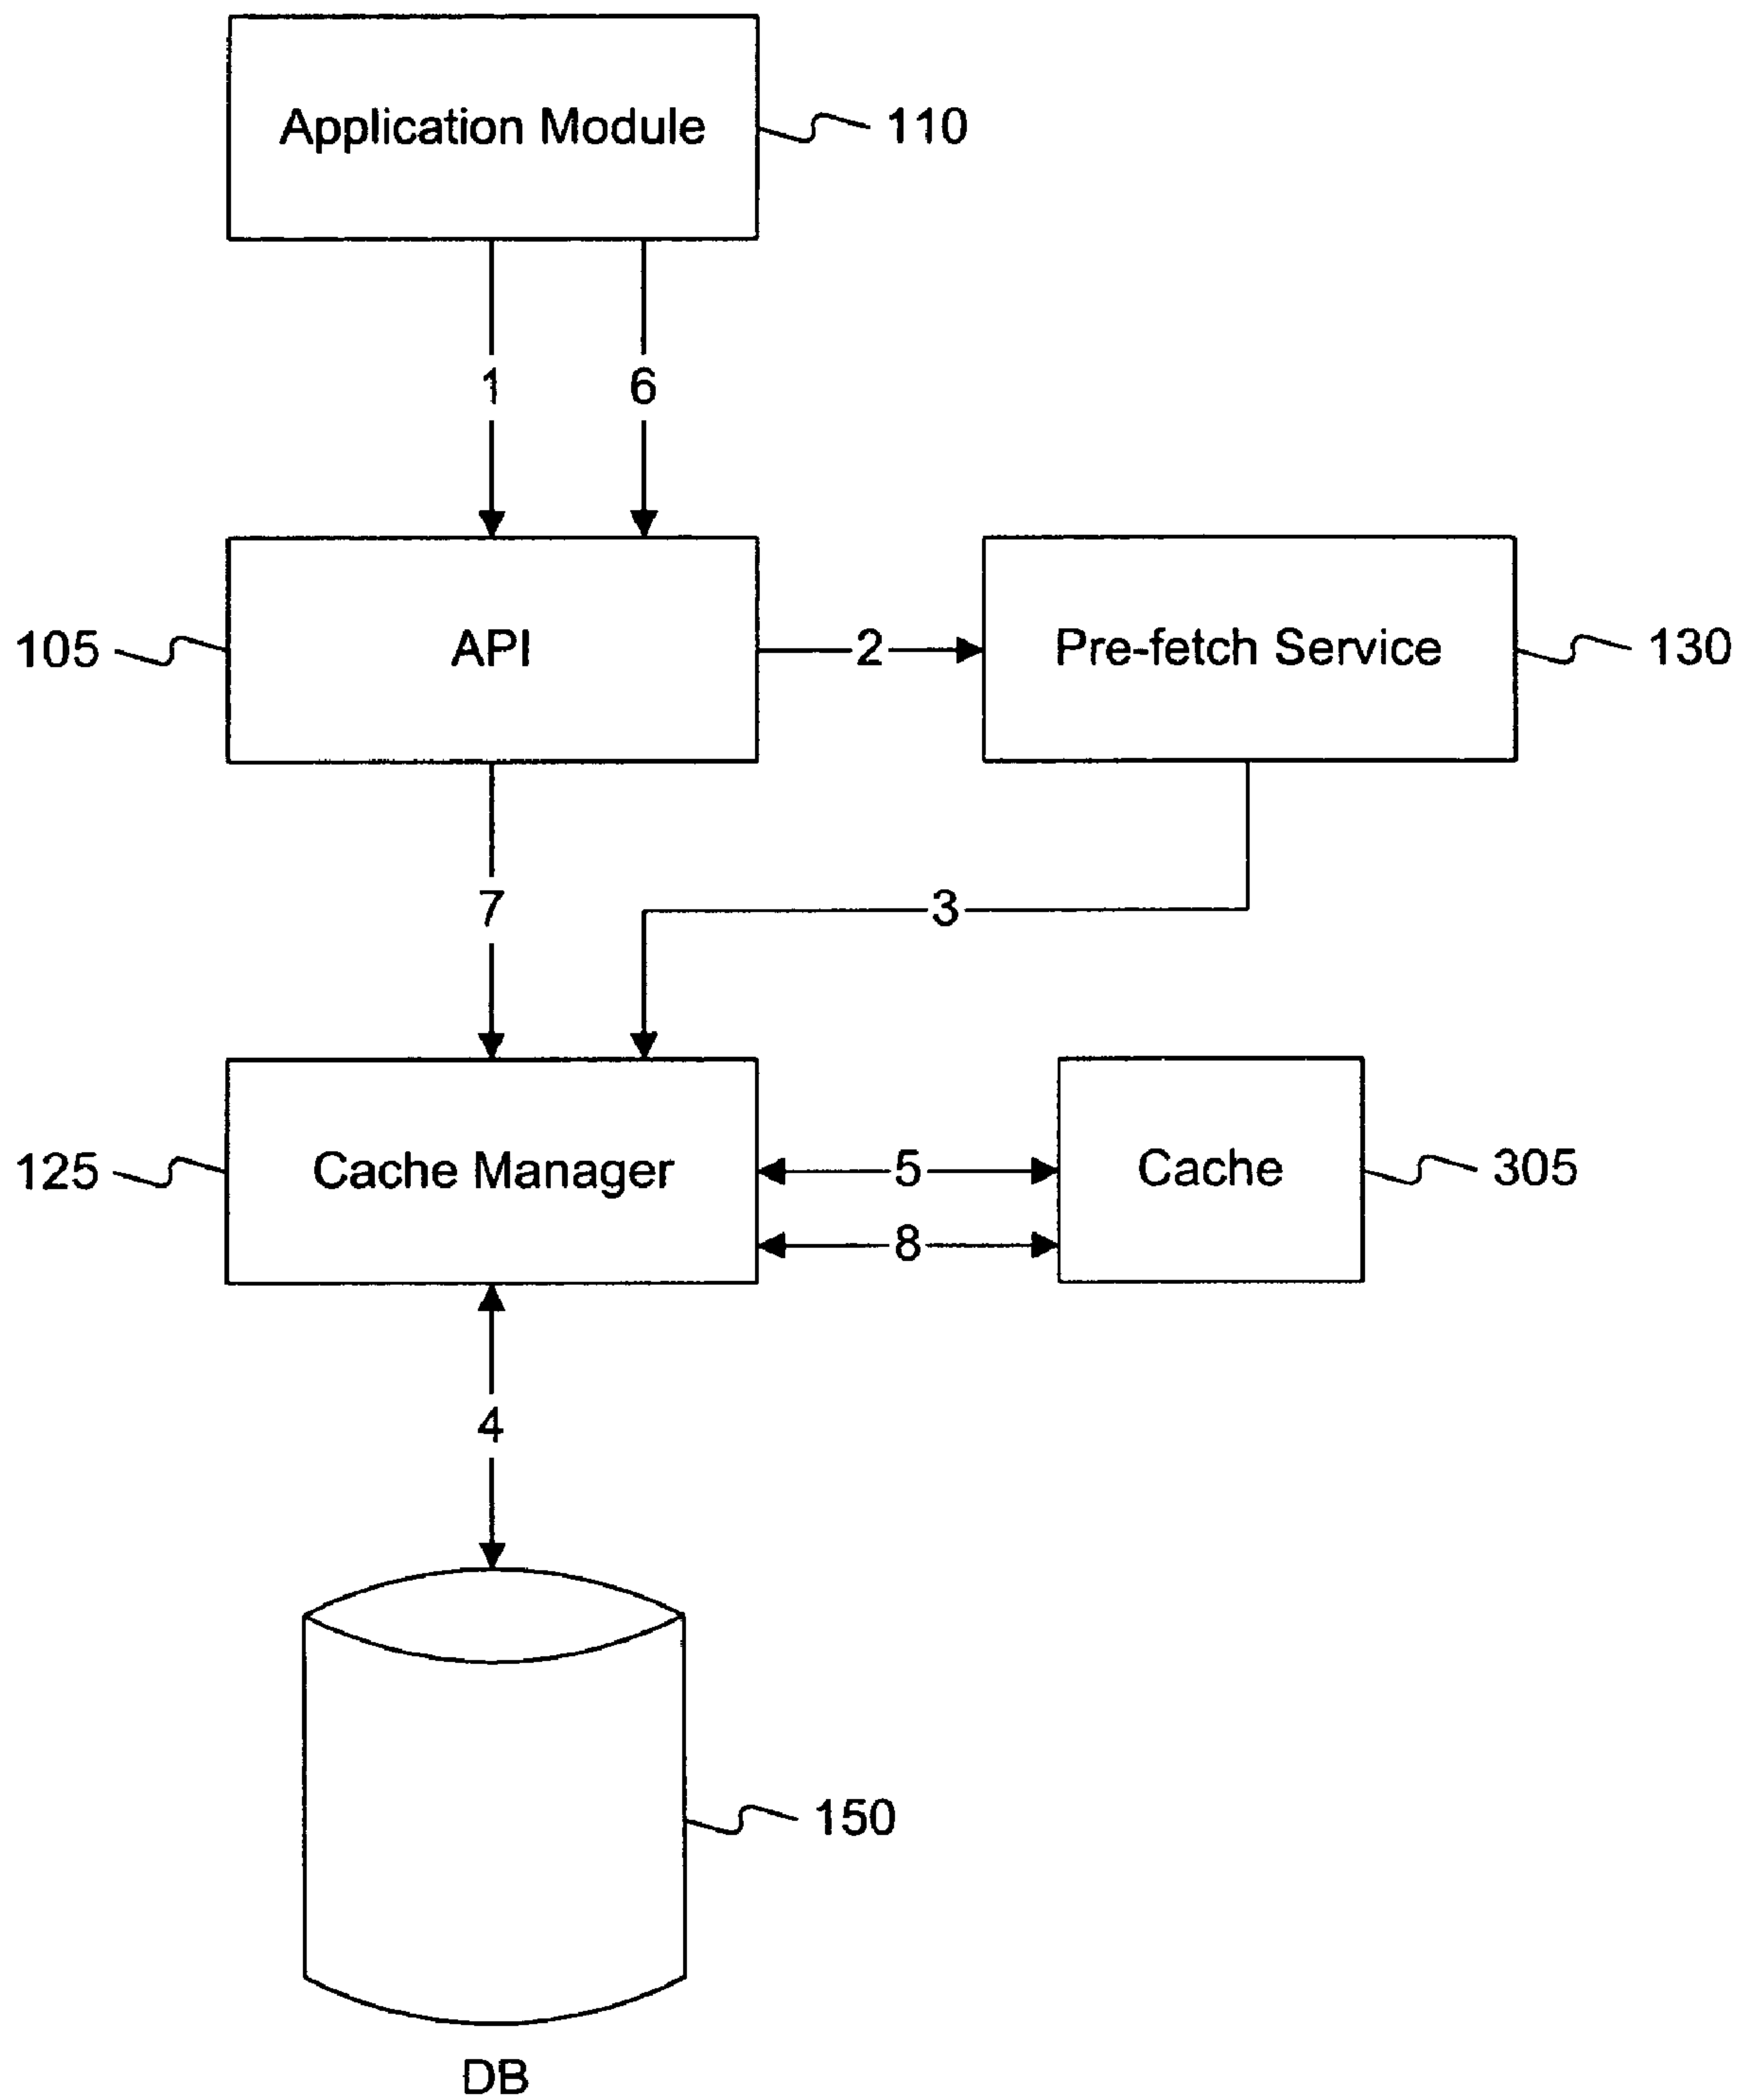 Application Module 110
1 6
105 API 2 Pre-fetch Service 130
7 3
125 Cache Manager 5 Cache 305
8
4
150
DB